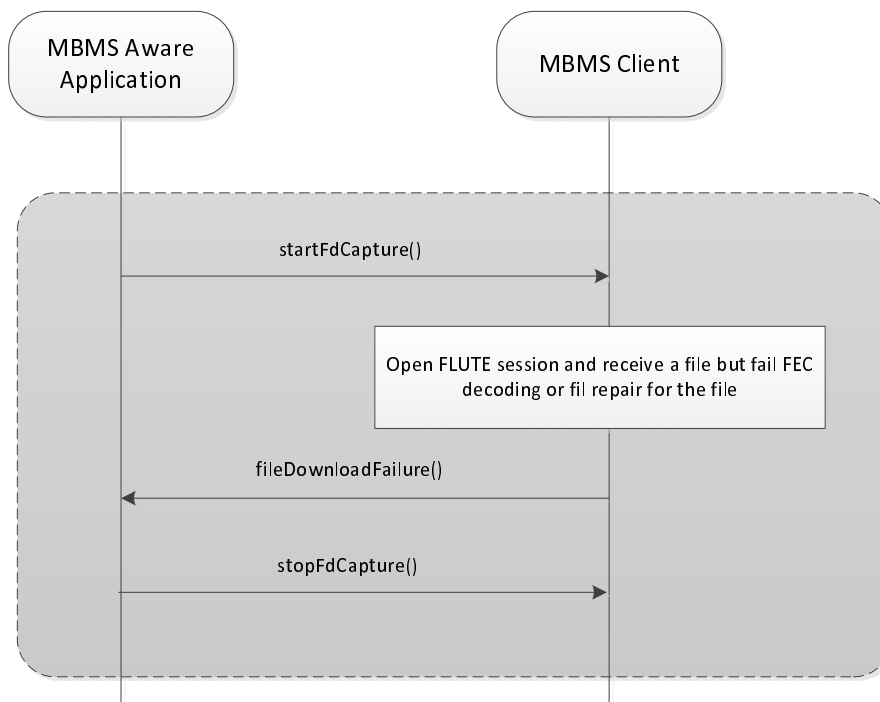 MBMS Aware
Application
MBMS Client
startFdCapture()
Open FLUTE session and receive a file but fail FEC
decoding or fil repair for the file
fileDownloadFailure()
stopFdCapture()